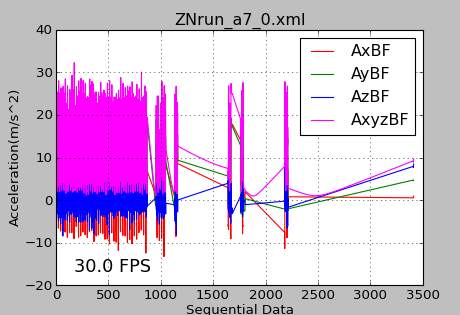 ZNrun_a7_0.xml
40
30
20
10
0
−10
−20
Acceleration(m/s^2)
AxBF
AyBF
AzBF
AxyzBF
30.0 FPS
0 500 1000 1500 2000 2500 3000 3500
Sequential Data